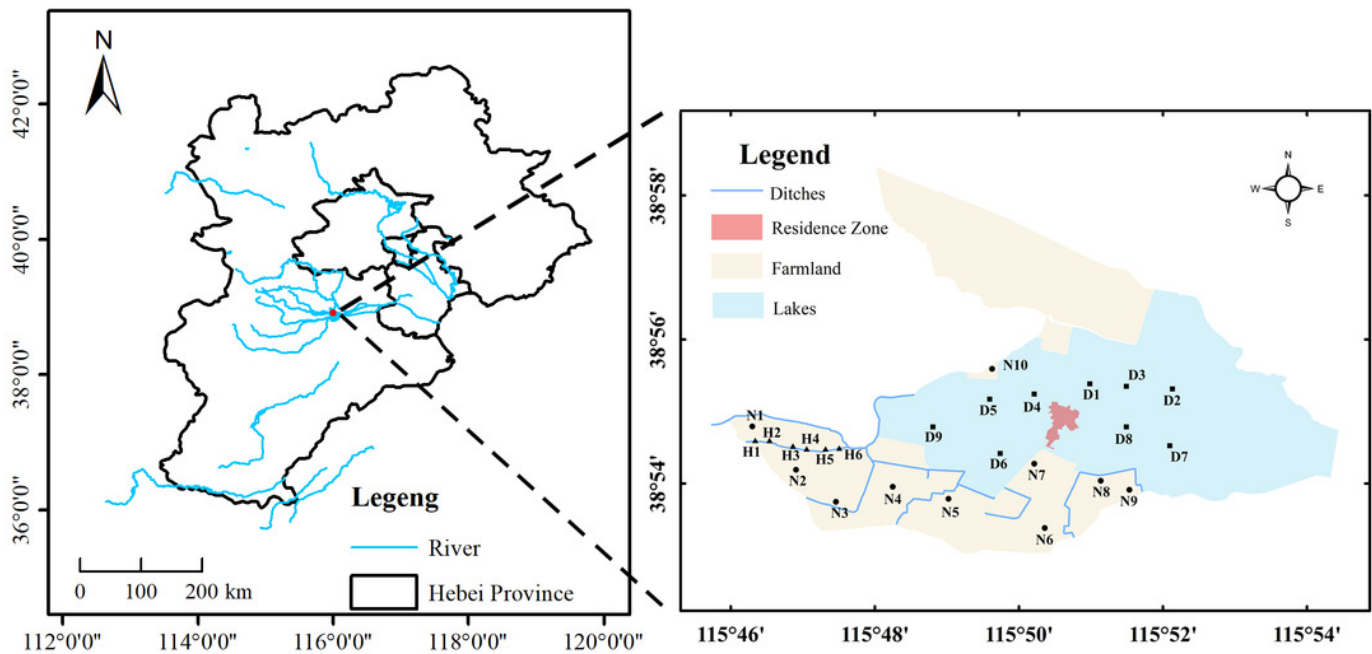 N
42°0'0"
40°0'0"
38°0'0"
36°0'0"
Legeng
River
Hebei Province
0 100 200 km
112°0'0" 114°0'0" 116°0'0" 118°0'0" 120°0'0"
Legend
Ditches
Residence Zone
Farmland
Lakes
N
W E
S
38°58'
38°56'
38°54'
N10
D3
D1 D2
D5 D4
N1
H2 H4
D9 D8
H1 H3 H5 H6
D6 D7
N2 N7
N3 N4 N5 N8 N9
N6
115°46' 115°48' 115°50' 115°52' 115°54'